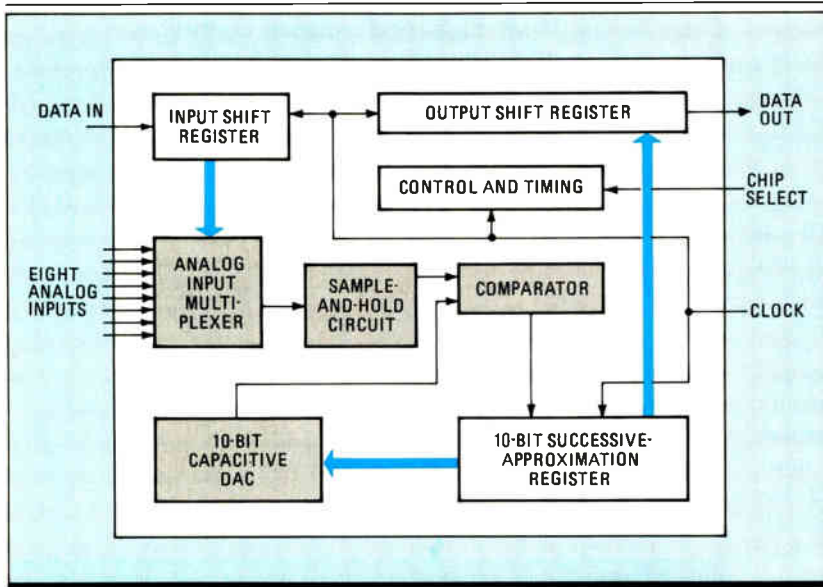 DATA IN
INPUT SHIFT
REGISTER
OUTPUT SHIFT REGISTER
DATA
OUT
CONTROL AND TIMING
CHIP
SELECT
EIGHT
ANALOG
INPUTS
ANALOG
INPUT
MULTI-
PLEXER
SAMPLE-
AND-HOLD
CIRCUIT
COMPARATOR
CLOCK
10-BIT
CAPACITIVE
DAC
10-BIT SUCCESSIVE-
APPROXIMATION
REGISTER